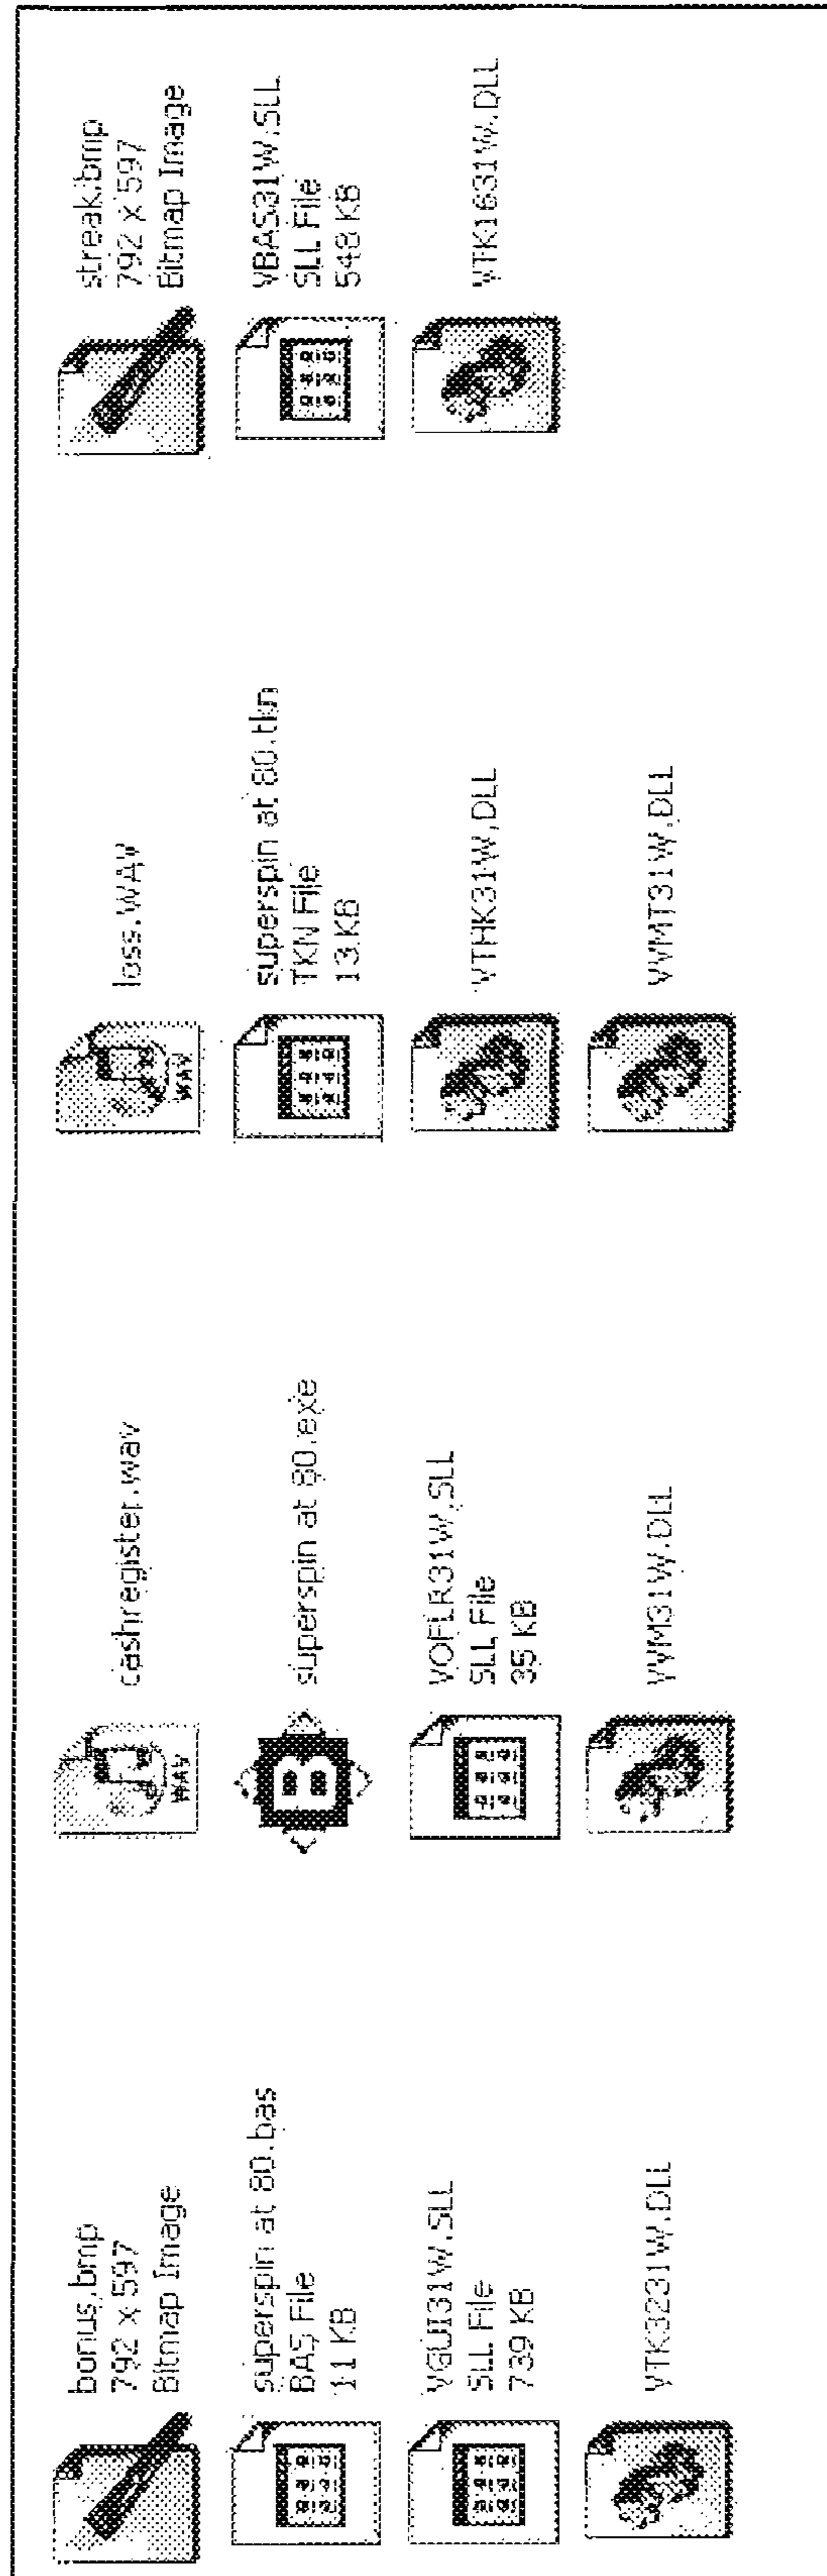 bonus.bmp
792 x 597
Bitmap Image
cashregister.wav
WAV
loss.WAV
WAV
streak.bmp
792 x 597
Bitmap Image
superspin at 80.bas
BAS File
11 KB
B
superspin at 80.exe
superspin at 80.tkn
TKN File
13 KB
VBAS31W.SLL
SLL File
548 KB
VGUI31W.SLL
SLL File
739 KB
VOFLR31W.SLL
SLL File
35 KB
VTHK31W.DLL
VTK1631W.DLL
VTK3231W.DLL
VVM31W.DLL
VVMT31W.DLL